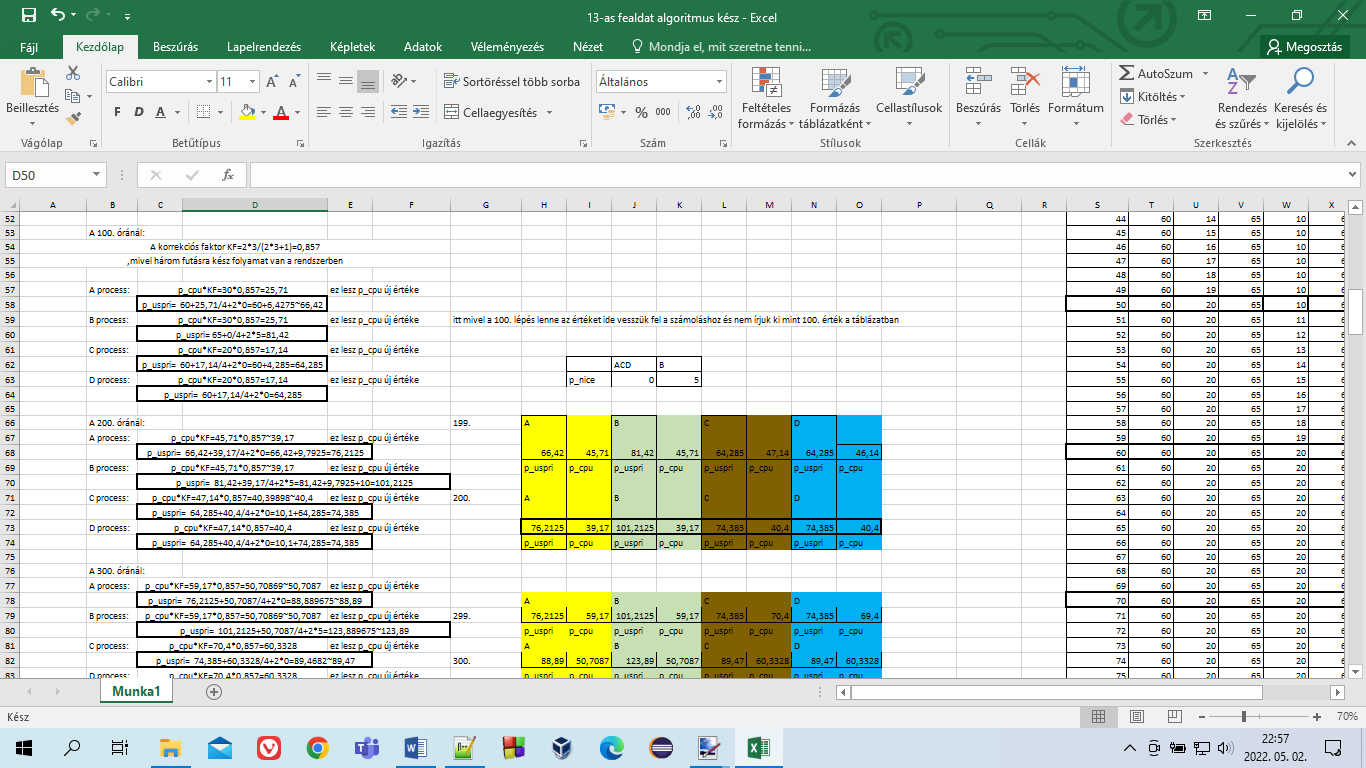 13-as fealdat algoritmus kész - Excel
Fájl Kezdőlap Beszúrás Lapelrendezés Képletek Adatok Véleményezés Nézet Mondja el, mit szeretne tenni... Megosztás
Beillesztés
Calibri 11
F D A
Sortöréssel több sorba
Cellaegyesítés
Általános
% 000
Feltételes formázás
Formázás táblázatként
Cellastílusok
Beszúrás Törlés Formátum
AutoSzum
Kitöltés
Törlés
Rendezés és szűrés
Keresés és kijelölés
Vágólap Betűtípus Igazítás Szám Stílusok Cellák Szerkesztés
D50 fx
A B C D E F G H I J K L M N O P Q R S T U V W X
52 44 60 14 65 10 6
53 A 100. óránál: 45 60 15 65 10 6
54 A korrekciós faktor KF=2*3/(2*3+1)=0,857 46 60 16 65 10 6
55 ,mivel három futásra kész folyamat van a rendszerben 47 60 17 65 10 6
56 48 60 18 65 10 6
57 A process: p_cpu*KF=30*0,857=25,71 ez lesz p_cpu új értéke 49 60 19 65 10 6
58 p_uspri= 60+25,71/4+2*0=60+6,4275~66,42 50 60 20 65 10 6
59 B process: p_cpu*KF=30*0,857=25,71 ez lesz p_cpu új értéke itt mivel a 100. lépés lenne az értéket ide vesszük fel a számoláshoz és nem írjuk ki mint 100. érték a táblázatban 51 60 20 65 11 6
60 p_uspri= 65+0/4+2*5=81,42 52 60 20 65 12 6
61 C process: p_cpu*KF=20*0,857=17,14 ez lesz p_cpu új értéke 53 60 20 65 13 6
62 p_uspri= 60+17,14/4+2*0=60+4,285=64,285 ACD B 54 60 20 65 14 6
63 D process: p_cpu*KF=20*0,857=17,14 ez lesz p_cpu új értéke p_nice 0 5 55 60 20 65 15 6
64 p_uspri= 60+17,14/4+2*0=64,285 56 60 20 65 16 6
65 57 60 20 65 17 6
66 A 200. óránál: 199. A B C D 58 60 20 65 18 6
67 A process: p_cpu*KF=45,71*0,857~39,17 ez lesz p_cpu új értéke 59 60 20 65 19 6
68 p_uspri= 66,42+39,17/4+2*0=66,42+9,7925=76,2125 66,42 45,71 81,42 45,71 64,285 47,14 64,285 46,14 60 60 20 65 20 6
69 B process: p_cpu*KF=45,71*0,857~39,17 ez lesz p_cpu új értéke p_uspri p_cpu p_uspri p_cpu p_uspri p_cpu p_uspri p_cpu 61 60 20 65 20 6
70 p_uspri= 81,42+39,17/4+2*5=81,42+9,7925+10=101,2125 62 60 20 65 20 6
71 C process: p_cpu*KF=47,14*0,857=40,39898~40,4 ez lesz p_cpu új értéke 200. A B C D 63 60 20 65 20 6
72 p_uspri= 64,285+40,4/4+2*0=10,1+64,285=74,385 64 60 20 65 20 6
73 D process: p_cpu*KF=47,14*0,857=40,4 ez lesz p_cpu új értéke 76,2125 39,17 101,2125 39,17 74,385 40,4 74,385 40,4 65 60 20 65 20 6
74 p_uspri= 64,285+40,4/4+2*0=10,1+74,285=74,385 p_uspri p_cpu p_uspri p_cpu p_uspri p_cpu p_uspri p_cpu 66 60 20 65 20 6
75 67 60 20 65 20 6
76 A 300. óránál: 68 60 20 65 20 6
77 A process: p_cpu*KF=59,17*0,857=50,70869~50,7087 ez lesz p_cpu új értéke 69 60 20 65 20 6
78 p_uspri= 76,2125+50,7087/4+2*0=88,889675~88,89 A B C D 70 60 20 65 20 6
79 B process: p_cpu*KF=59,17*0,857=50,70869~50,7087 ez lesz p_cpu új értéke 299. 76,2125 59,17 101,2125 59,17 74,385 70,4 74,385 69,4 71 60 20 65 20 6
80 p_uspri= 101,2125+50,7087/4+2*5=123,889675~123,89 p_uspri p_cpu p_uspri p_cpu p_uspri p_cpu p_uspri p_cpu 72 60 20 65 20 6
81 C process: p_cpu*KF=70,4*0,857=60,3328 ez lesz p_cpu új értéke A B C D 73 60 20 65 20 6
82 p_uspri= 74,385+60,3328/4+2*0=89,4682~89,47 300. 88,89 50,7087 123,89 50,7087 89,47 60,3328 89,47 60,3328 74 60 20 65 20 6
83 D process: p_cpu*KF=70,4*0,857=60,3328 ez lesz p_cpu új értéke p_uspri p_cpu p_uspri p_cpu p_uspri p_cpu p_uspri p_cpu 75 60 20 65 20 6
Munka1
Kész 70%
22:57
2022. 05. 02.